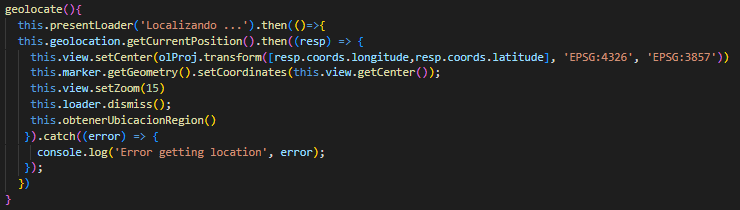 geolocate(){
  this.presentLoader('Localizando ...').then(()=>{
  this.geolocation.getCurrentPosition().then((resp) => {
    this.view.setCenter(olProj.transform([resp.coords.longitude,resp.coords.latitude], 'EPSG:4326', 'EPSG:3857'))
    this.marker.getGeometry().setCoordinates(this.view.getCenter());
    this.view.setZoom(15)
    this.loader.dismiss();
    this.obtenerUbicacionRegion()
   }).catch((error) => {
     console.log('Error getting location', error);
   });
  })
}